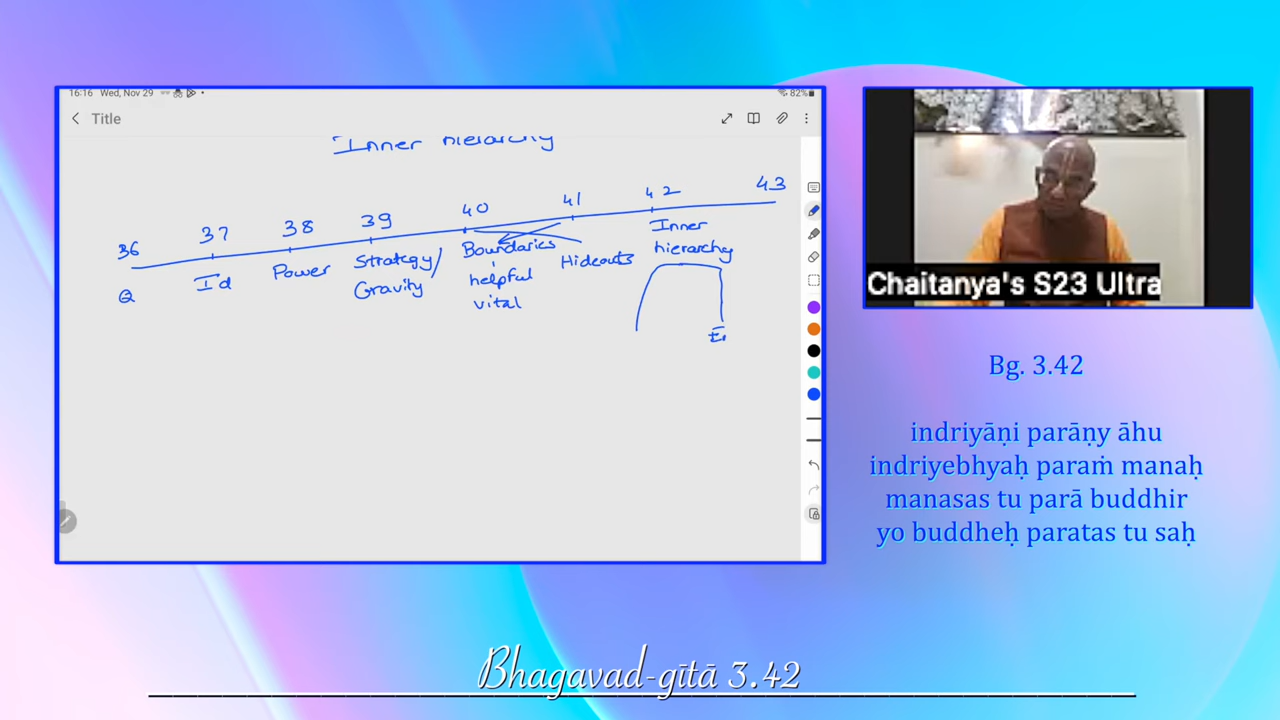 16:16 Wed, Nov 29
82%
Title
Inner hierarchy
36 37 38 39 40 41 42 43
Q
Id
Power
Strategy/
Gravity
Boundaries
helpful
vital
Hideouts
Inner
hierarchy
Chaitanya's S23 Ultra
Bg. 3.42
indriyāṇi parāṇy āhu
indriyebhyaḥ paraṁ manaḥ
manasas tu parā buddhir
yo buddheḥ paratas tu saḥ
Bhagavad-gītā 3.42